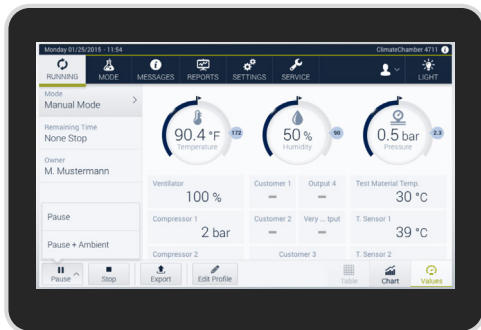 Monday 01/25/2015 - 11:54
ClimateChamber 4711
RUNNING
MODE
MESSAGES
REPORTS
SETTINGS
SERVICE
LIGHT
Mode
Manual Mode
Remaining Time
None Stop
Owner
M. Mustermann
90.4 °F
Temperature
172
50 %
Humidity
90
0.5 bar
Pressure
2.3
Ventilator
100 %
Customer 1
Output 4
Test Material Temp.
30 °C
Compressor 1
2 bar
Customer 2
Very ... tput
T. Sensor 1
39 °C
Compressor 2
Customer 3
T. Sensor 2
Pause
Pause + Ambient
Pause
Stop
Export
Edit Profile
Table
Chart
Values